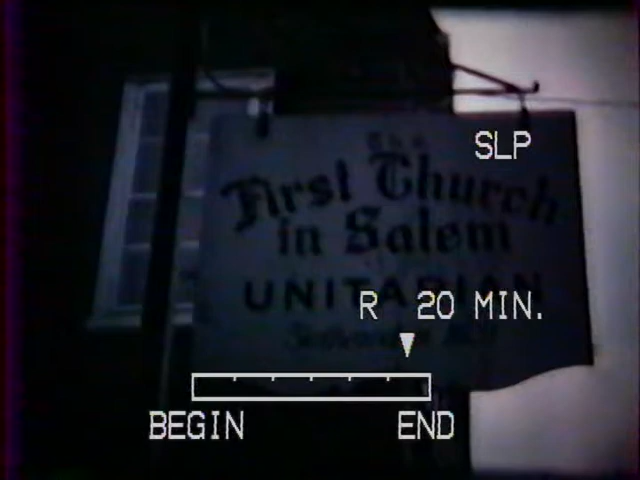 The
SLP
First Church
in Salem
UNITARIAN
R 20 MIN.
BEGIN END